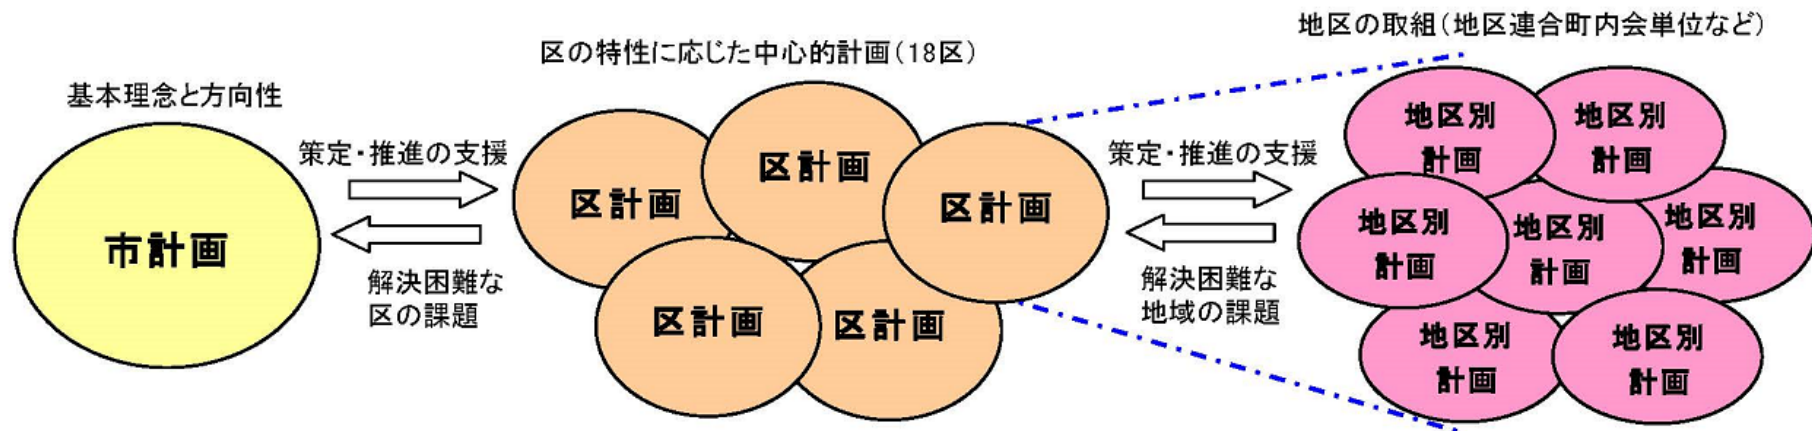 基本理念と方向性
市計画
策定・推進の支援
解決困難な
区の課題
区の特性に応じた中心的計画(18区)
区計画
区計画
区計画
区計画
区計画
策定・推進の支援
解決困難な
地域の課題
地区の取組(地区連合町内会単位など)
地区別
計画
地区別
計画
地区別
計画
地区別
計画
地区別
計画
地区別
計画
地区別
計画